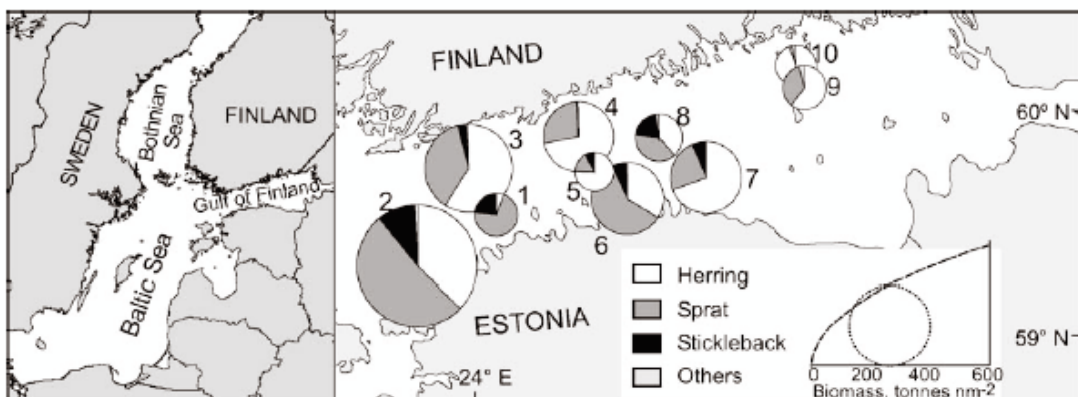 SWEDEN
Bothnian
Sea
FINLAND
Gulf of Finland
Baltic Sea
FINLAND
10
9
60º N
4
8
3
5
7
1
2
6
ESTONIA
24° E
Herring
Sprat
Stickleback
Others
59° N
0 200 400 600
Biomass, tonnes nm-2